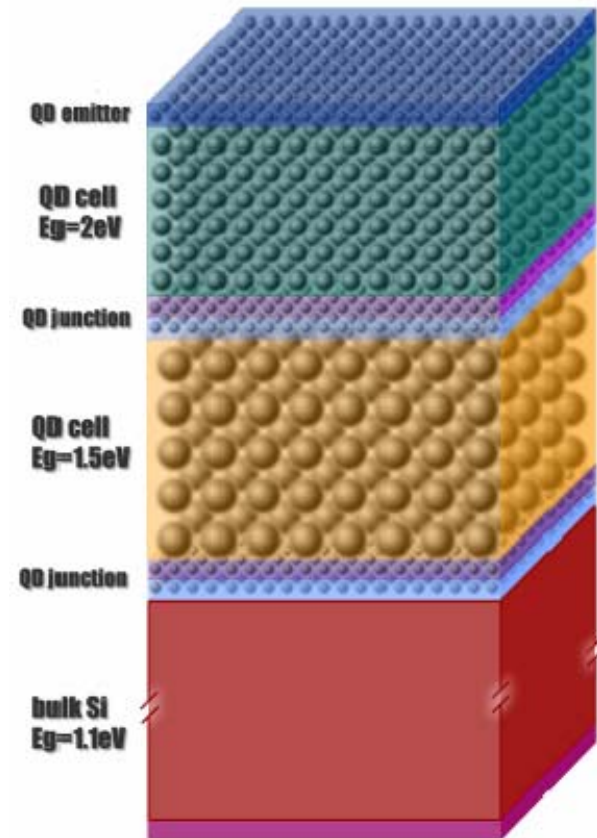 QD emitter
QD cell
Eg=2eV
QD junction
QD cell
Eg=1.5eV
QD junction
bulk Si
Eg=1.1eV